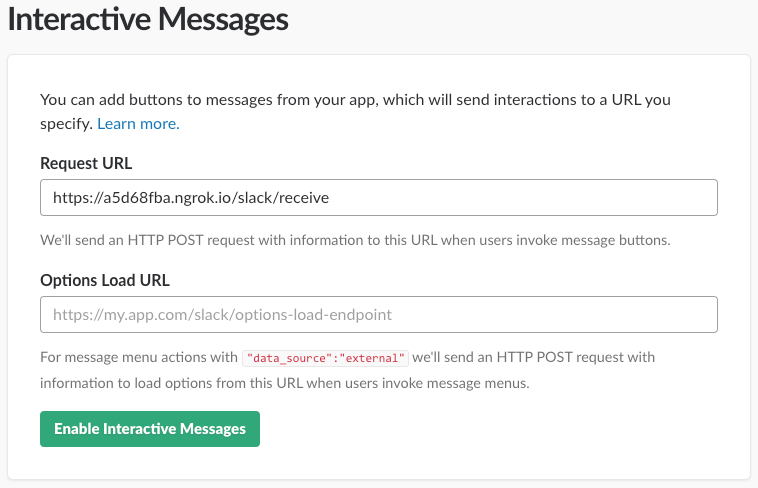 Interactive Messages
You can add buttons to messages from your app, which will send interactions to a URL you
specify. Learn more.
Request URL
https://a5d68fba.ngrok.io/slack/receive
We'll send an HTTP POST request with information to this URL when users invoke message buttons.
Options Load URL
https://my.app.com/slack/options-load-endpoint
For message menu actions with "data_source":"external" we'll send an HTTP POST request with
information to load options from this URL when users invoke message menus.
Enable Interactive Messages